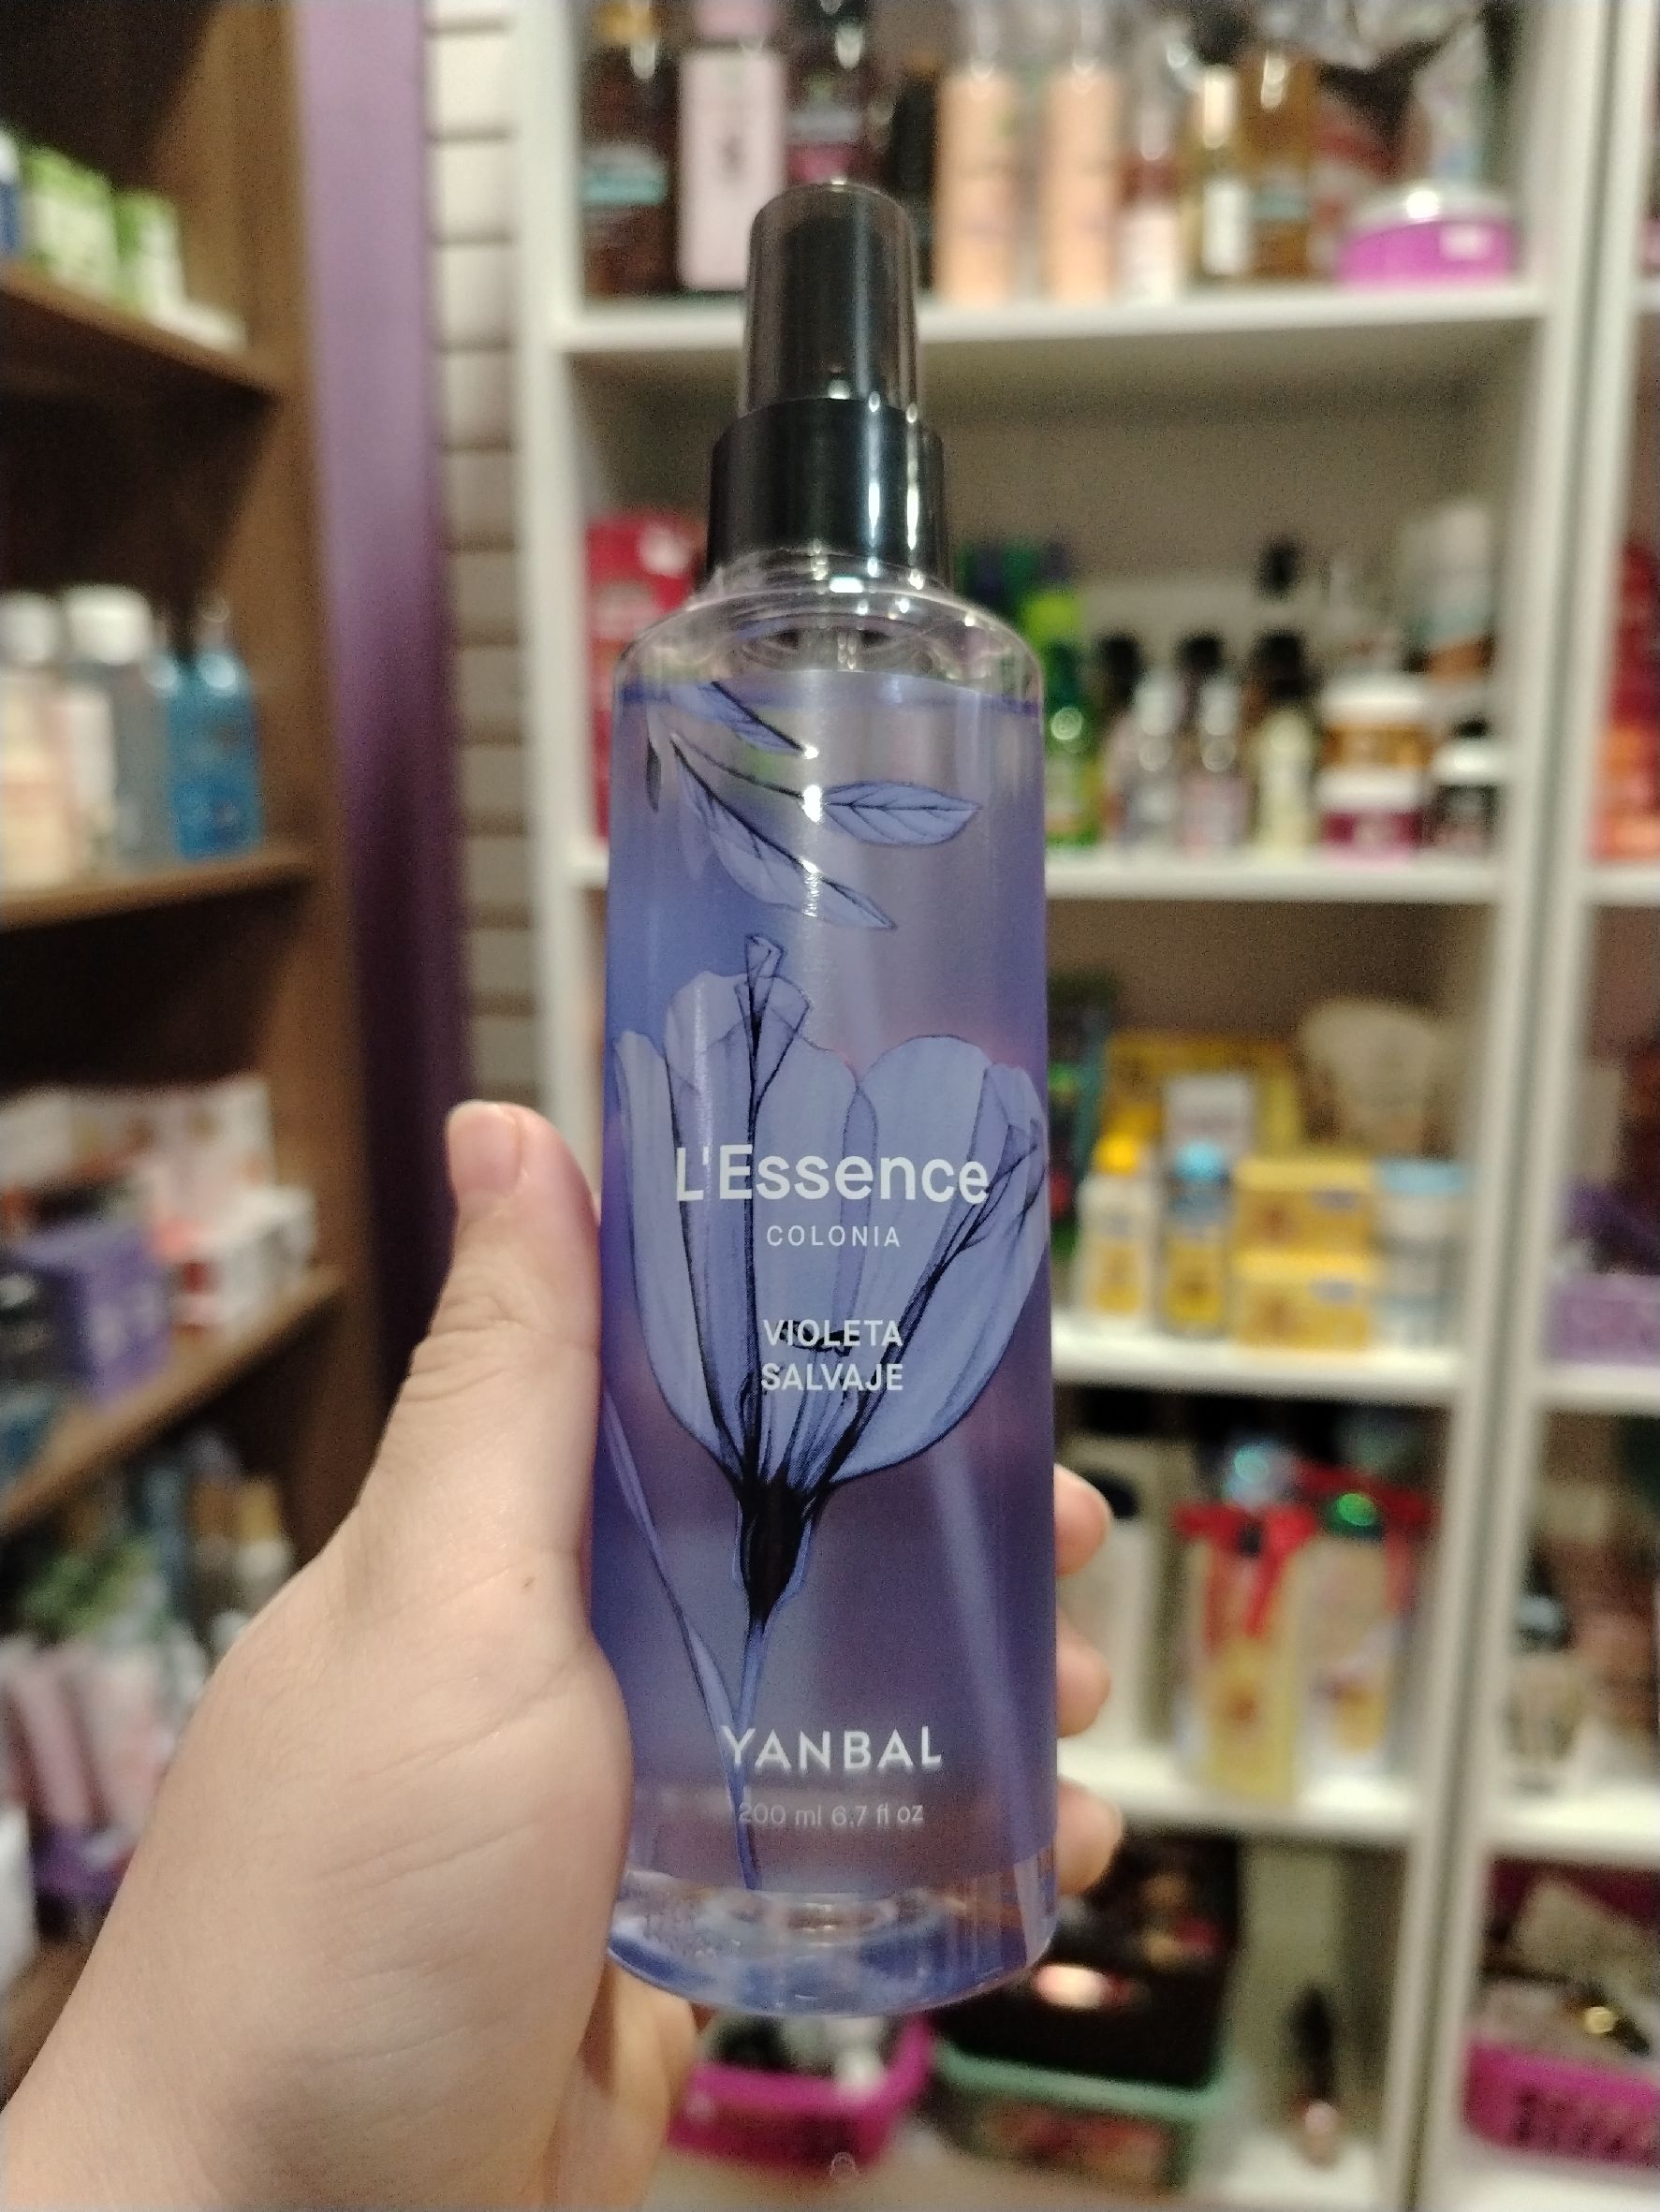 L'Essence
COLONIA
VIOLETA
SALVAJE
YANBAL
200 ml 6.7 fl oz